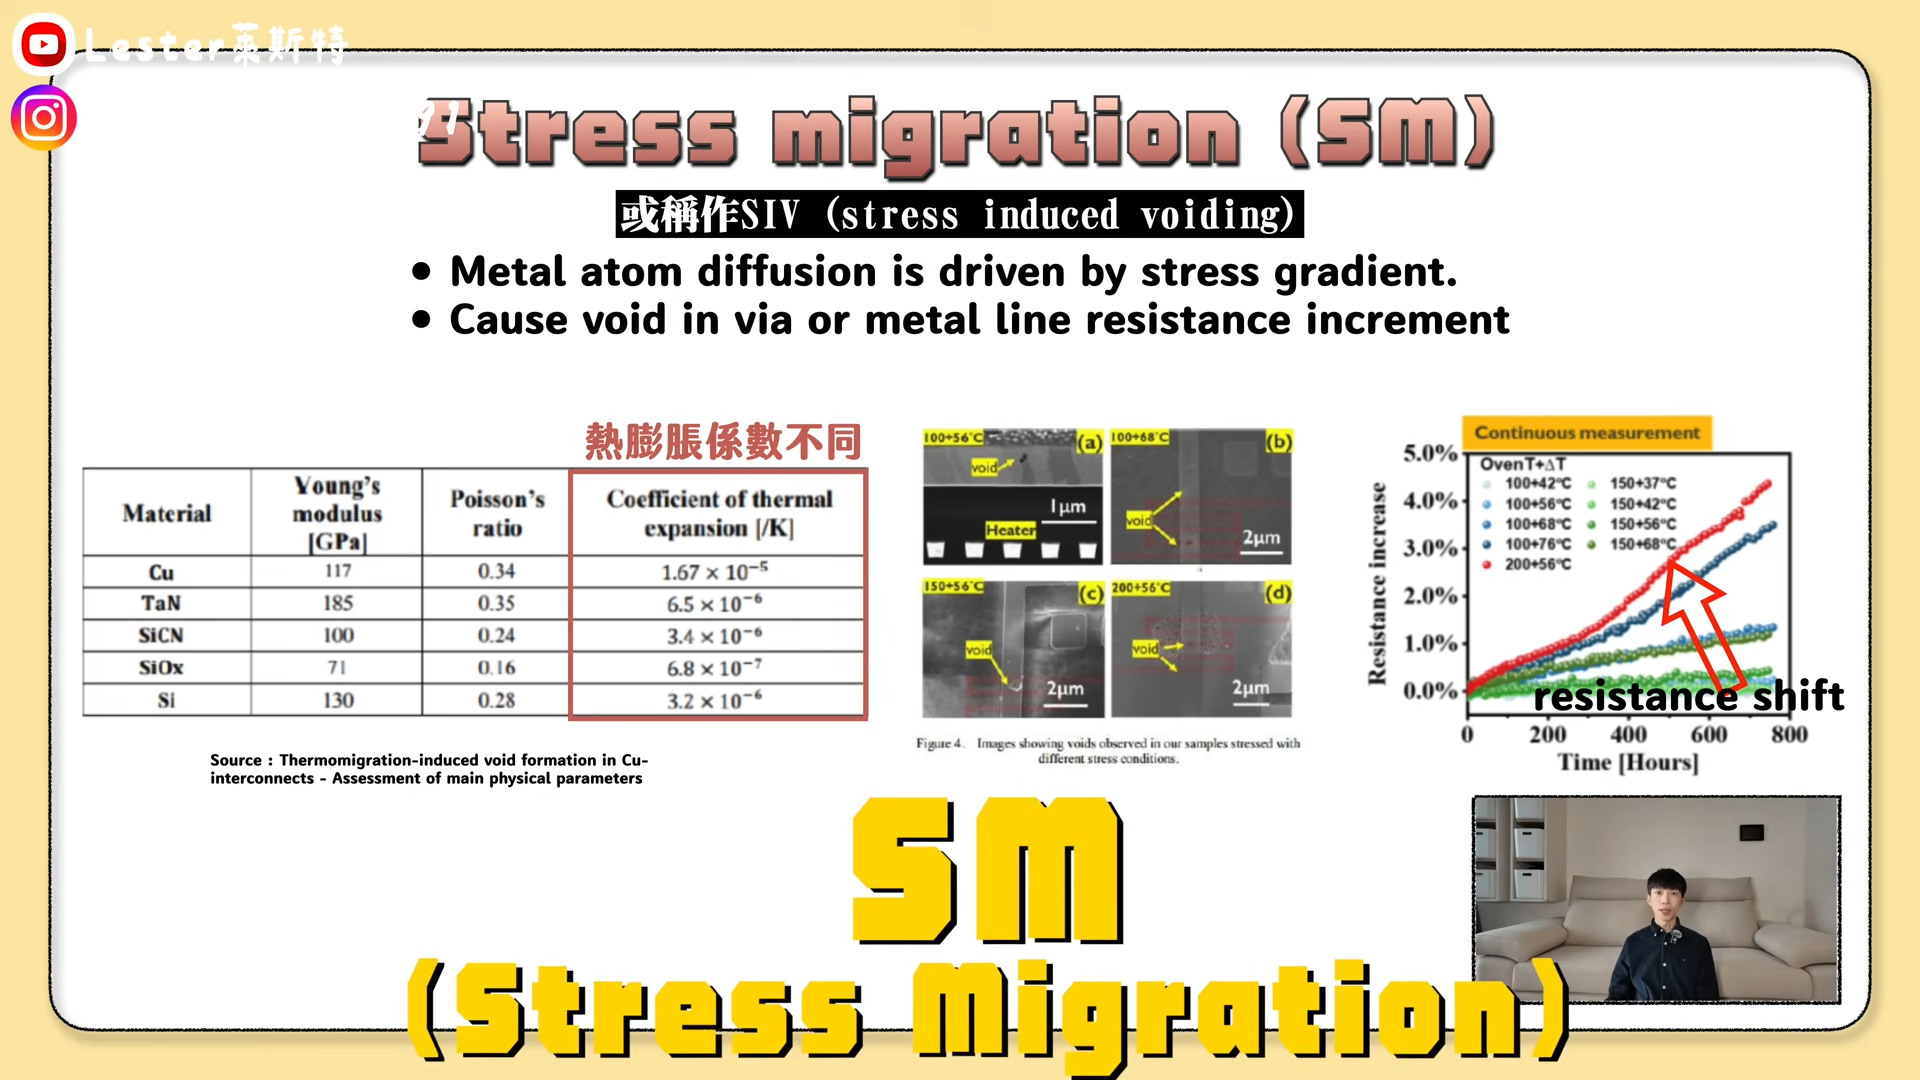 Lester萊斯特
91
Stress migration (SM)
或稱作SIV (stress induced voiding)
• Metal atom diffusion is driven by stress gradient.
• Cause void in via or metal line resistance increment
熱膨脹係數不同
Material Young's modulus [GPa] Poisson's ratio Coefficient of thermal expansion [/K]
Cu 117 0.34 1.67 × 10⁻⁵
TaN 185 0.35 6.5 × 10⁻⁶
SiCN 100 0.24 3.4 × 10⁻⁶
SiOx 71 0.16 6.8 × 10⁻⁷
Si 130 0.28 3.2 × 10⁻⁶
Source : Thermomigration-induced void formation in Cu-
interconnects - Assessment of main physical parameters
100+56°C (a)
void
1μm
Heater
100+68°C (b)
void
2μm
150+56°C (c)
void
2μm
200+56°C (d)
void
2μm
Figure 4. Images showing voids observed in our samples stressed with
different stress conditions.
Continuous measurement
Resistance increase
5.0%
4.0%
3.0%
2.0%
1.0%
0.0%
Oven T+ΔT
100+42°C 150+37°C
100+56°C 150+42°C
100+68°C 150+56°C
100+76°C 150+68°C
200+56°C
resistance shift
0 200 400 600 800
Time [Hours]
SM
(Stress Migration)